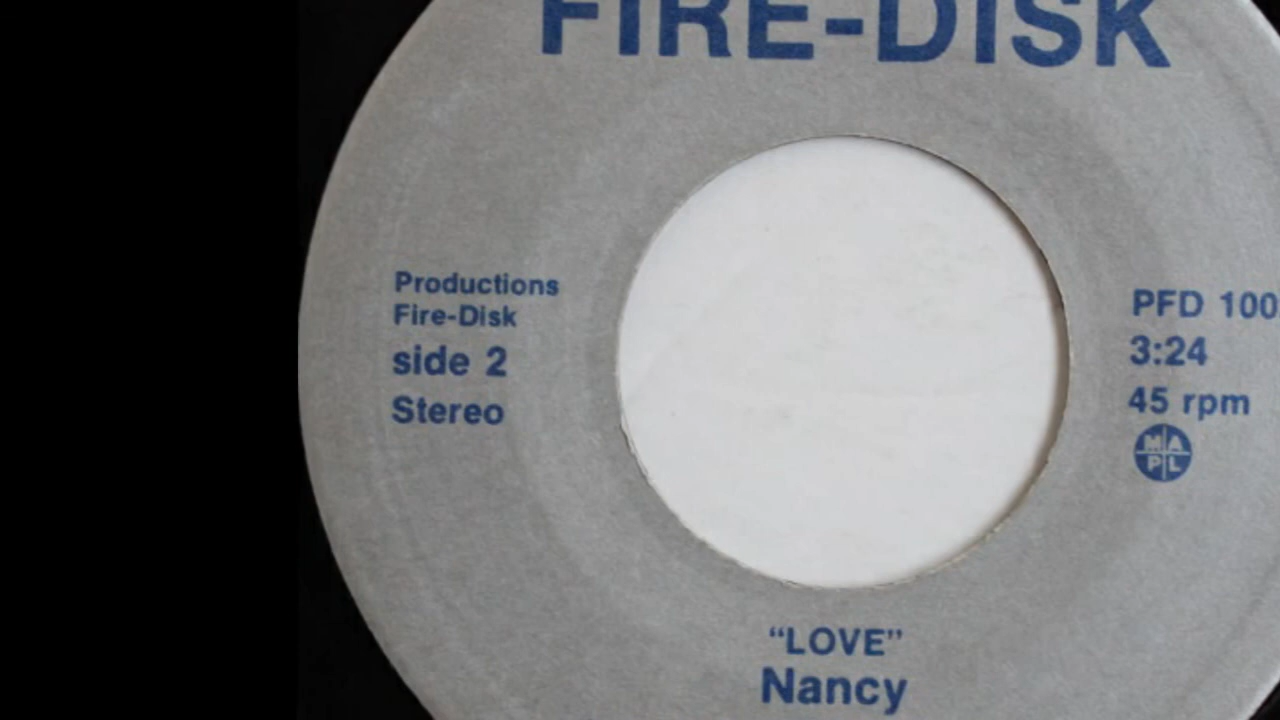 FIRE-DISK
Productions
Fire-Disk
side 2
Stereo
PFD 100
3:24
45 rpm
MAPL
"LOVE"
Nancy